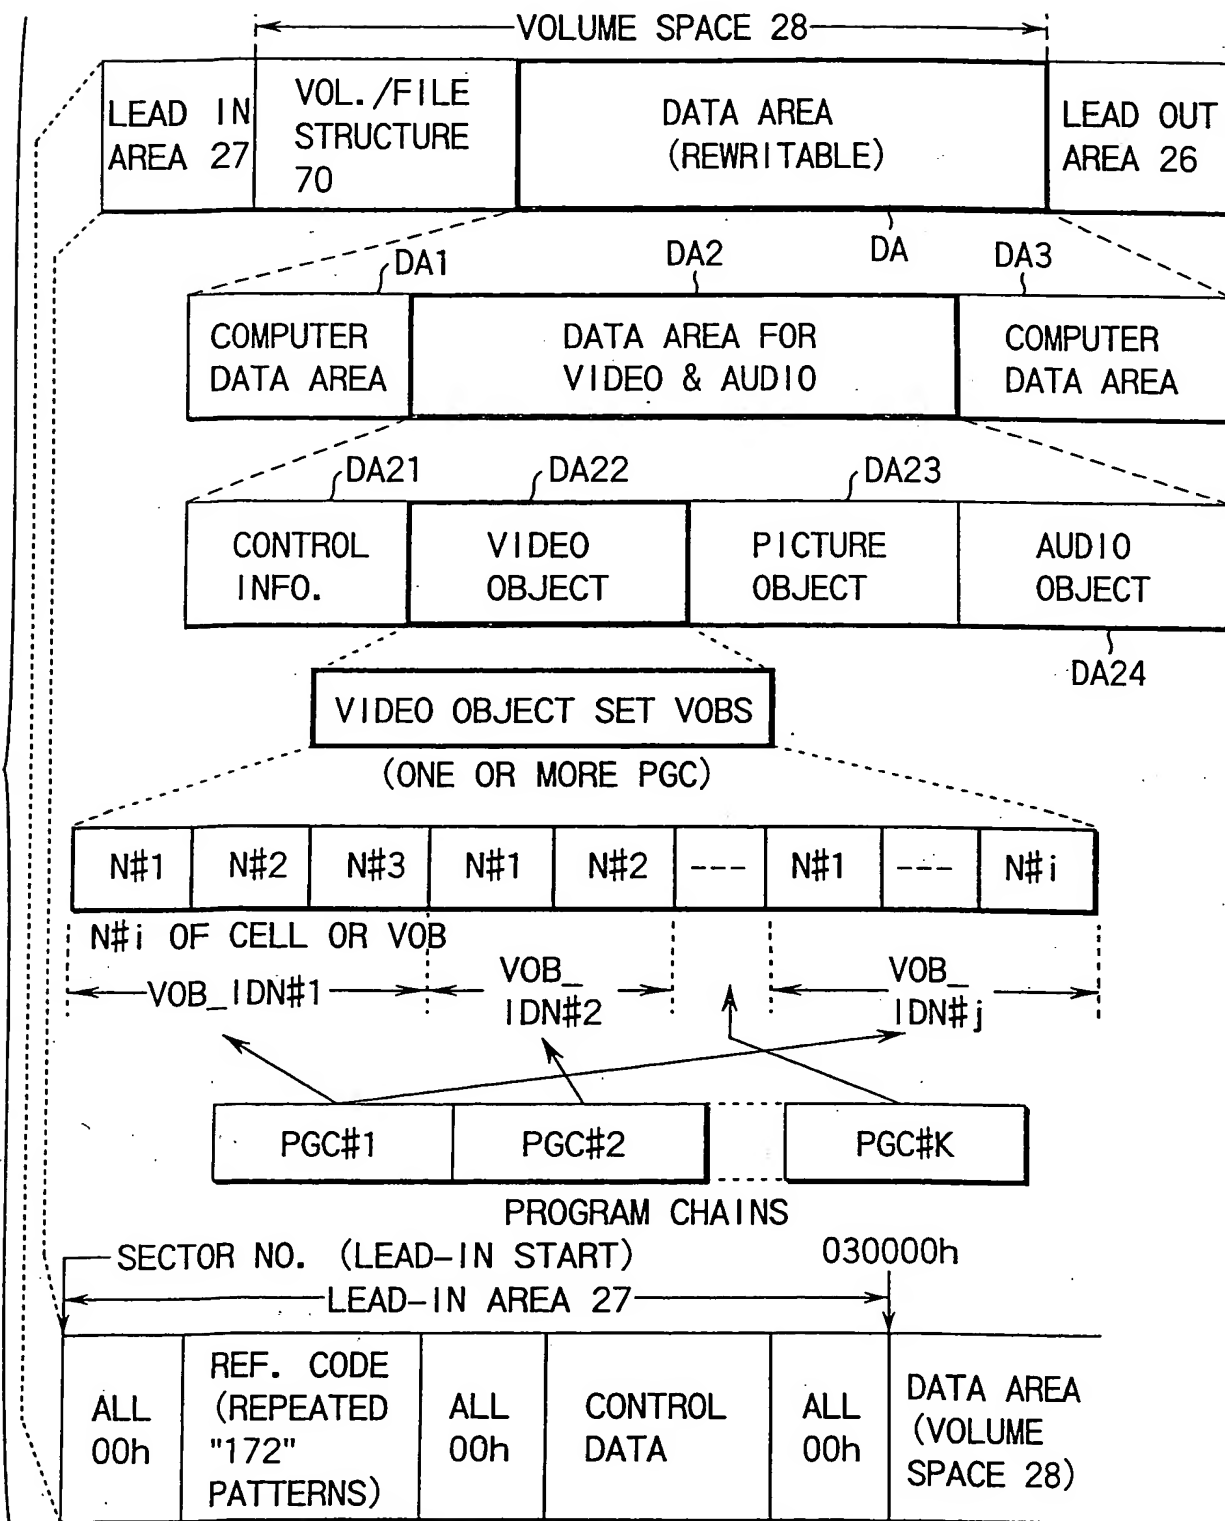 VOLUME SPACE 28
LEAD IN
AREA 27
VOL./FILE
STRUCTURE
70
DATA AREA
(REWRITABLE)
LEAD OUT
AREA 26
DA1
DA2
DA
DA3
COMPUTER
DATA AREA
DATA AREA FOR
VIDEO & AUDIO
COMPUTER
DATA AREA
DA21
DA22
DA23
CONTROL
INFO.
VIDEO
OBJECT
PICTURE
OBJECT
AUDIO
OBJECT
DA24
VIDEO OBJECT SET VOBS
(ONE OR MORE PGC)
N#1 N#2 N#3 N#1 N#2 --- N#1 --- N#i
N#i OF CELL OR VOB
VOB_IDN#1
VOB_
IDN#2
VOB_
IDN#j
PGC#1 PGC#2 PGC#K
PROGRAM CHAINS
SECTOR NO. (LEAD-IN START)
030000h
LEAD-IN AREA 27
ALL
00h
REF. CODE
(REPEATED
"172"
PATTERNS)
ALL
00h
CONTROL
DATA
ALL
00h
DATA AREA
(VOLUME
SPACE 28)